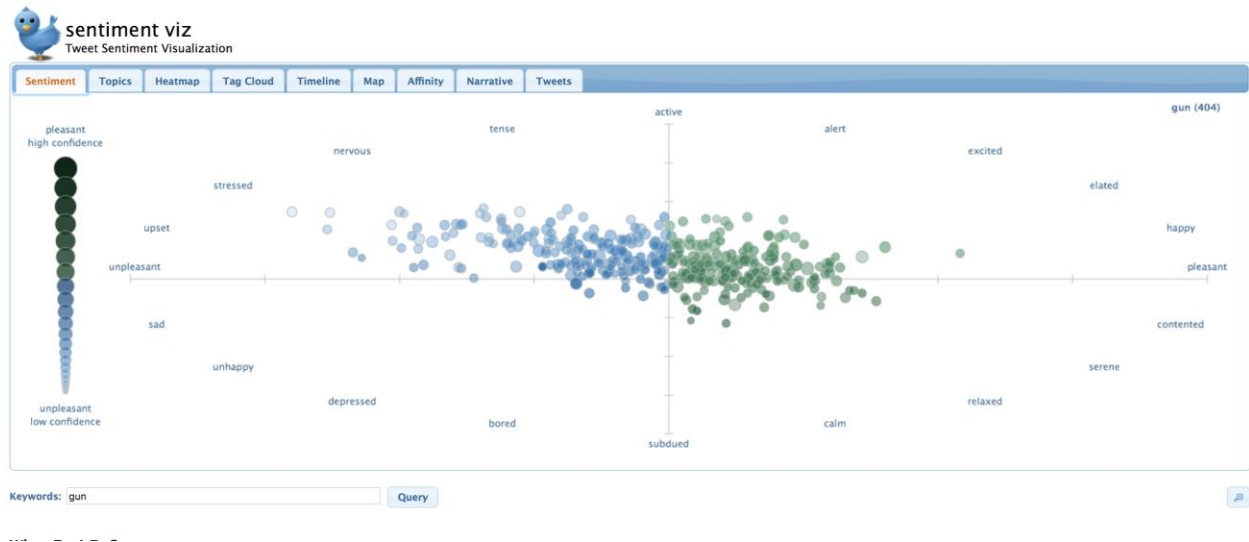 sentiment viz
Tweet Sentiment Visualization
Sentiment Topics Heatmap Tag Cloud Timeline Map Affinity Narrative Tweets
gun (404)
active
tense
alert
nervous
excited
stressed
elated
upset
happy
unpleasant
pleasant
sad
contented
unhappy
serene
depressed
relaxed
bored
calm
subdued
pleasant
high confidence
unpleasant
low confidence
Keywords: gun Query